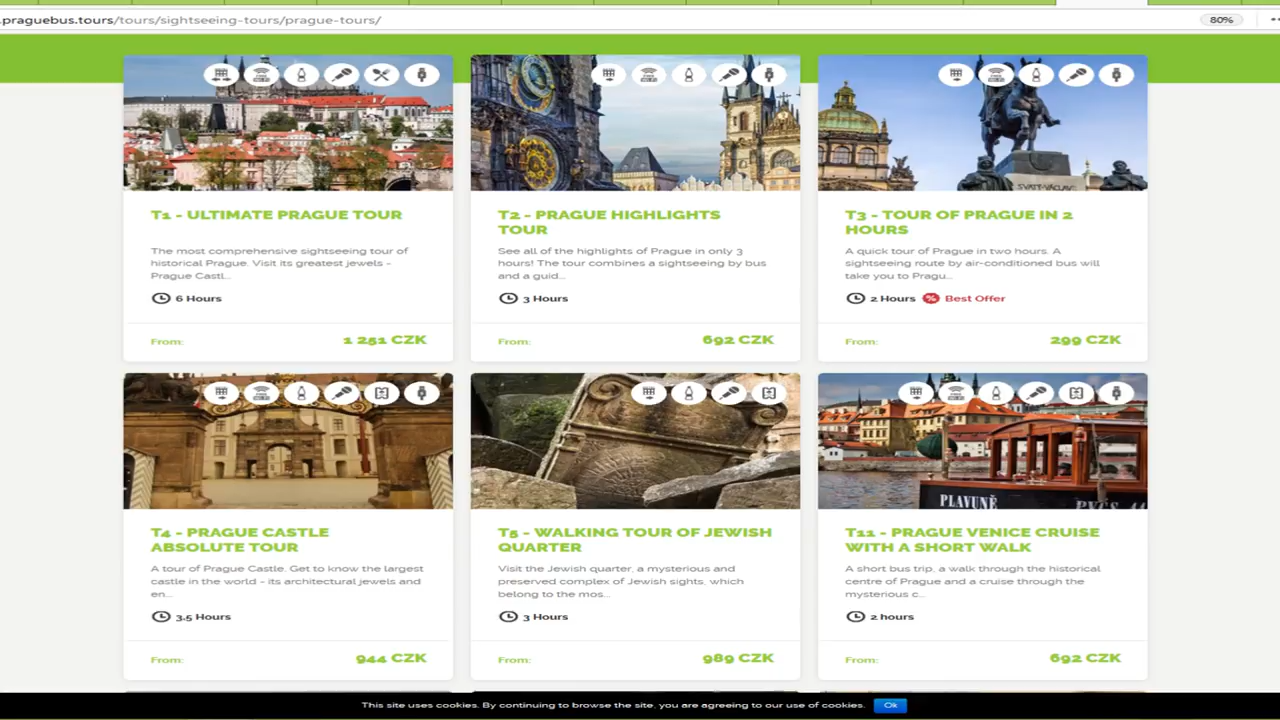 .praguebus.tours/tours/sightseeing-tours/prague-tours/
80%
T1 - ULTIMATE PRAGUE TOUR
The most comprehensive sightseeing tour of
historical Prague. Visit its greatest jewels -
Prague Castl...
6 Hours
From:
1 251 CZK
T2 - PRAGUE HIGHLIGHTS
TOUR
See all of the highlights of Prague in only 3
hours! The tour combines a sightseeing by bus
and a guid...
3 Hours
From:
692 CZK
SVATY VACLAV
T3 - TOUR OF PRAGUE IN 2
HOURS
A quick tour of Prague in two hours. A
sightseeing route by air-conditioned bus will
take you to Pragu...
2 Hours
Best Offer
From:
299 CZK
T4 - PRAGUE CASTLE
ABSOLUTE TOUR
A tour of Prague Castle. Get to know the largest
castle in the world - its architectural jewels and
en...
3.5 Hours
From:
944 CZK
T5 - WALKING TOUR OF JEWISH
QUARTER
Visit the Jewish quarter, a mysterious and
preserved complex of Jewish sights, which
belong to the mos...
3 Hours
From:
989 CZK
PLAVUNĚ
T11 - PRAGUE VENICE CRUISE
WITH A SHORT WALK
A short bus trip, a walk through the historical
centre of Prague and a cruise through the
mysterious c...
2 hours
From:
692 CZK
This site uses cookies. By continuing to browse the site, you are agreeing to our use of cookies.
Ok